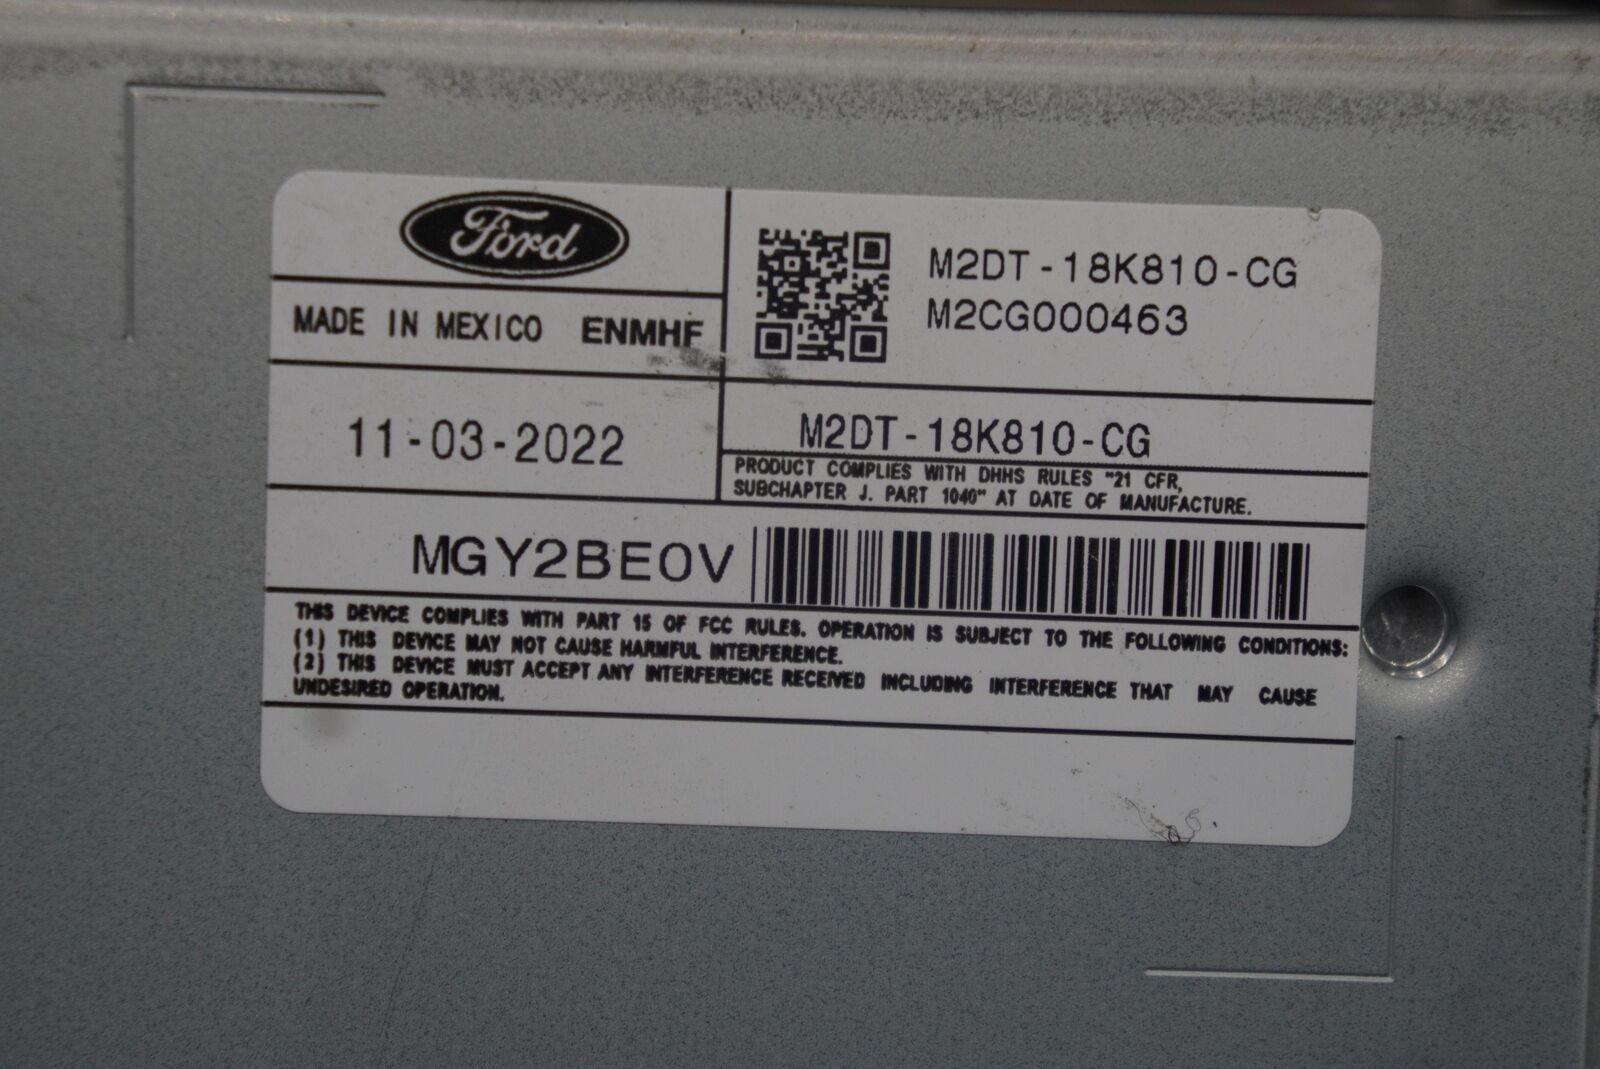 Ford
MADE IN MEXICO ENMHF
11-03-2022
M2DT-18K810-CG
M2CG000463
M2DT-18K810-CG
PRODUCT COMPLIES WITH DHHS RULES "21 CFR,
SUBCHAPTER J. PART 1040" AT DATE OF MANUFACTURE.
MGY2BE0V
THIS DEVICE COMPLIES WITH PART 15 OF FCC RULES. OPERATION IS SUBJECT TO THE FOLLOWING CONDITIONS:
(1) THIS DEVICE MAY NOT CAUSE HARMFUL INTERFERENCE.
(2) THIS DEVICE MUST ACCEPT ANY INTERFERENCE RECEIVED INCLUDING INTERFERENCE THAT MAY CAUSE
UNDESIRED OPERATION.